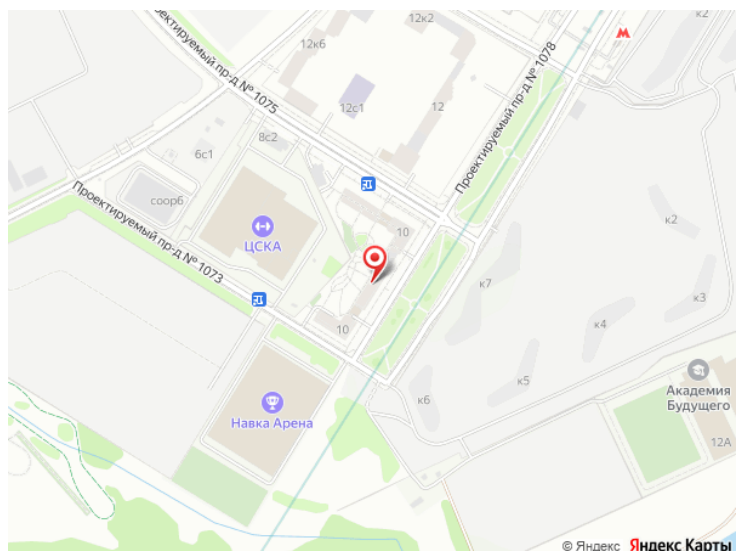 к2
12к2
12к6
Проектируемый пр-д № 1078
Проектируемый пр-д № 1075
12с1
12
8с2
6с1
соор6
Проектируемый пр-д № 1073
ЦСКА
10
к2
к7
к3
к4
10
к5
к6
Навка Арена
Академия
Будущего
12А
© Яндекс Яндекс Карты